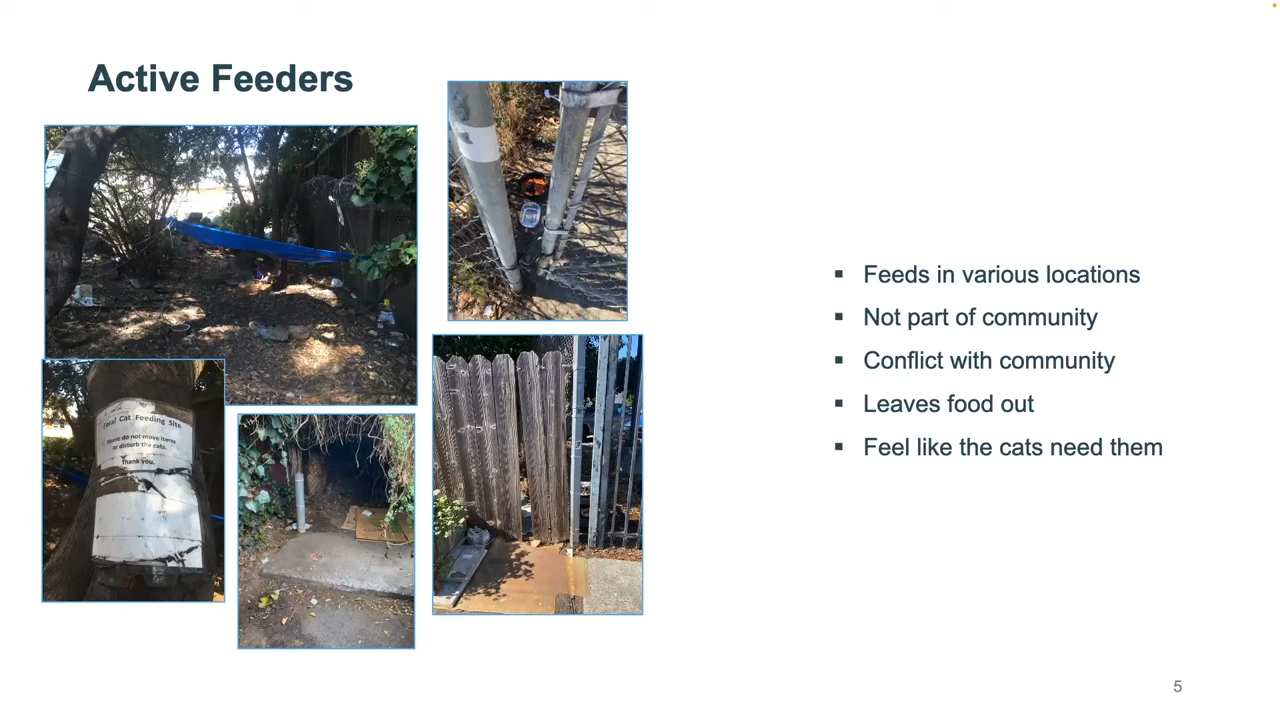 Active Feeders
Feral Cat Feeding Site
Please do not move items
or disturb the cats.
Thank you.
Feeds in various locations
Not part of community
Conflict with community
Leaves food out
Feel like the cats need them
5